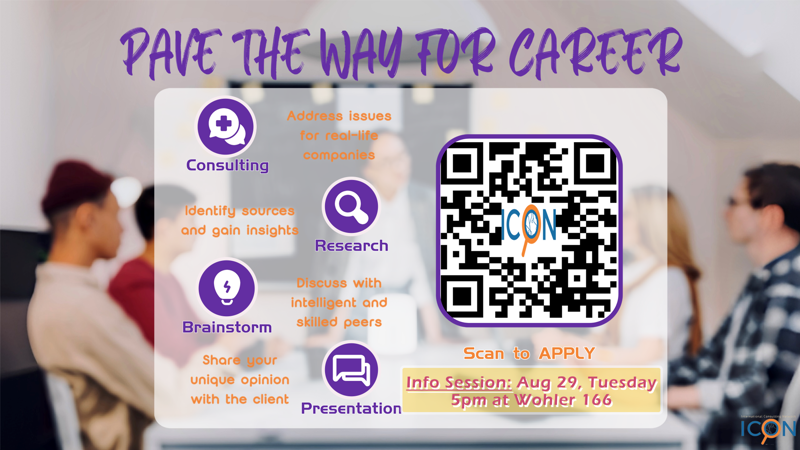 PAVE THE WAY FOR CAREER
Consulting
Address issues
for real-life
companies
Identify sources
and gain insights
Research
Brainstorm
Discuss with
intelligent and
skilled peers
Share your
unique opinion
with the client
Presentation
ICON
Scan to APPLY
Info Session: Aug 29, Tuesday
5pm at Wohler 166
ICON